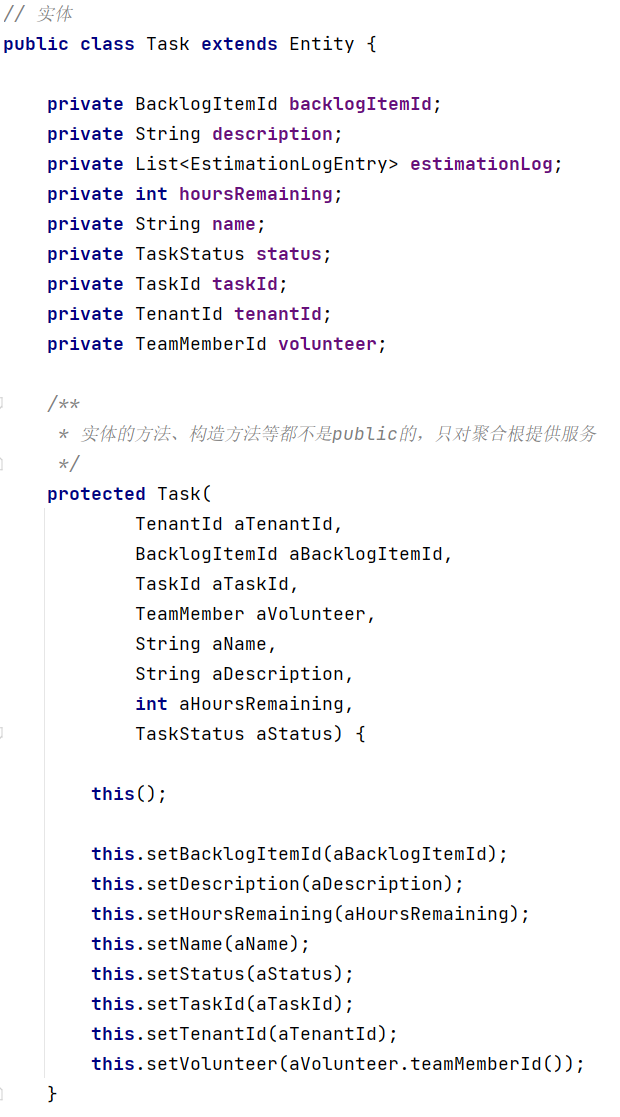 // 实体
public class Task extends Entity {
private BacklogItemId backlogItemId;
private String description;
private List<EstimationLogEntry> estimationLog;
private int hoursRemaining;
private String name;
private TaskStatus status;
private TaskId taskId;
private TenantId tenantId;
private TeamMemberId volunteer;
/**
* 实体的方法、构造方法等都不是public的，只对聚合根提供服务
*/
protected Task(
TenantId aTenantId,
BacklogItemId aBacklogItemId,
TaskId aTaskId,
TeamMember aVolunteer,
String aName,
String aDescription,
int aHoursRemaining,
TaskStatus aStatus) {
this();
this.setBacklogItemId(aBacklogItemId);
this.setDescription(aDescription);
this.setHoursRemaining(aHoursRemaining);
this.setName(aName);
this.setStatus(aStatus);
this.setTaskId(aTaskId);
this.setTenantId(aTenantId);
this.setVolunteer(aVolunteer.teamMemberId());
}